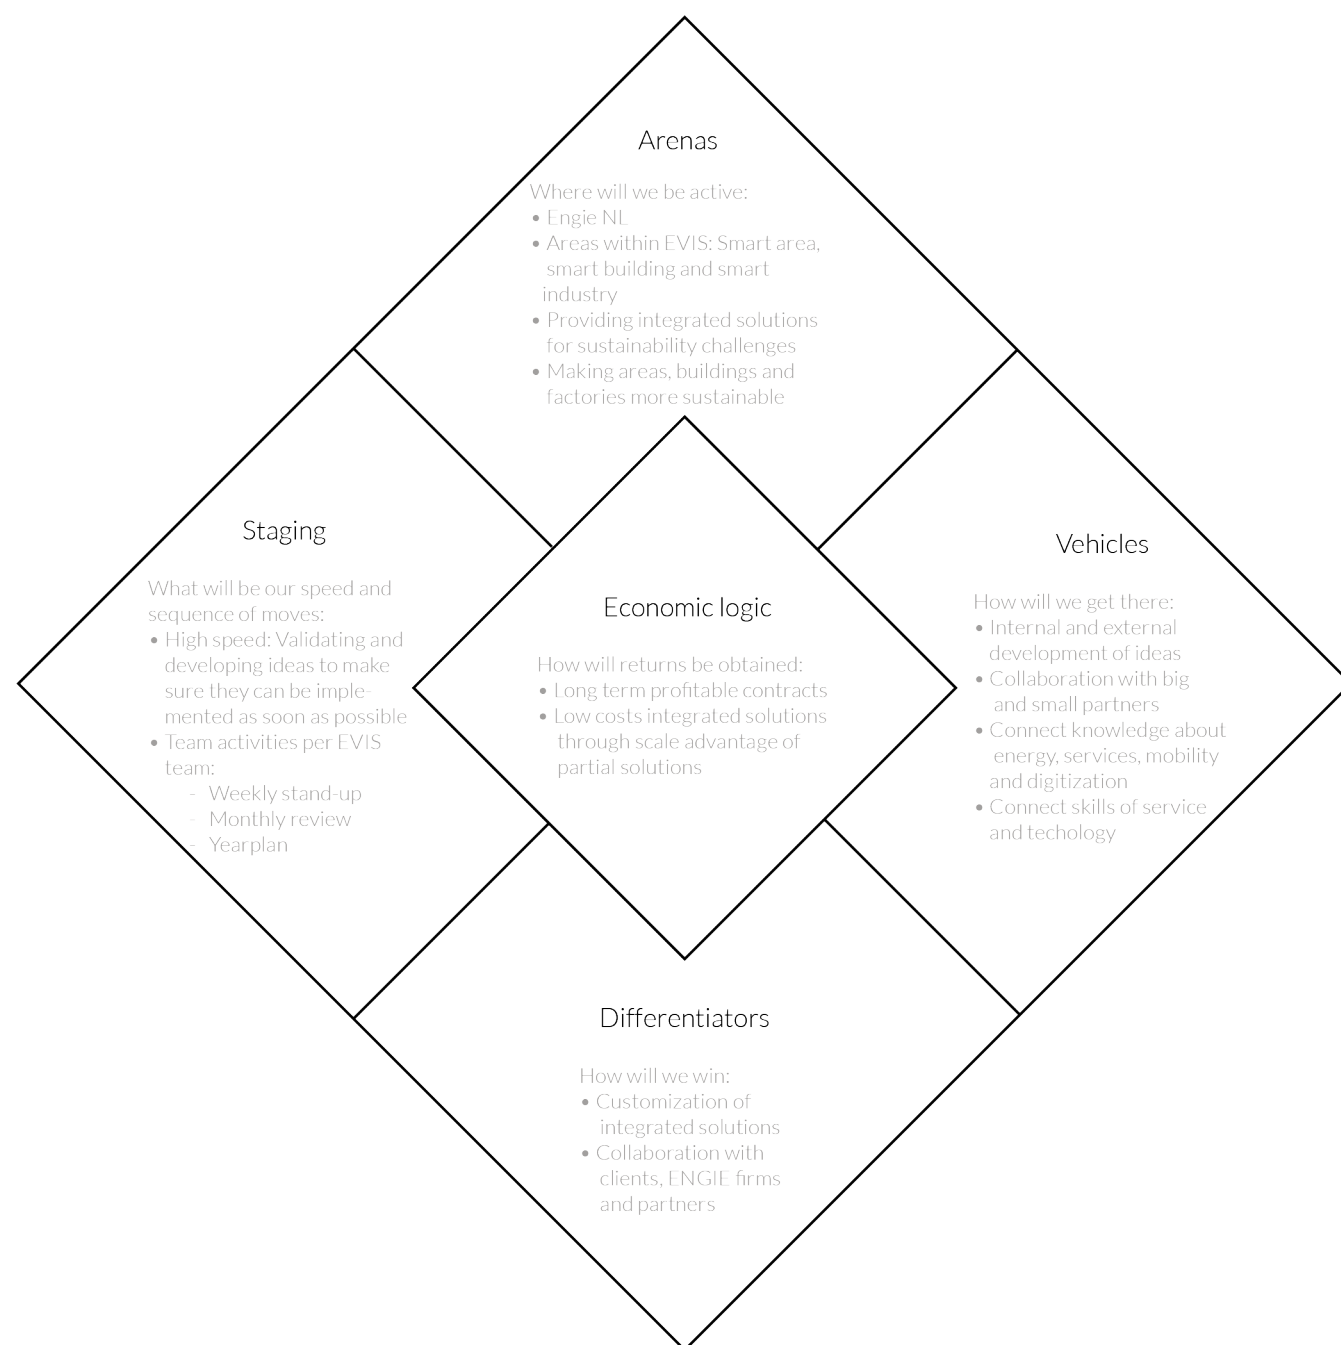 Arenas
Where will we be active:
• Engie NL
• Areas within EVIS: Smart area,
smart building and smart
industry
• Providing integrated solutions
for sustainability challenges
• Making areas, buildings and
factories more sustainable
Staging
What will be our speed and
sequence of moves:
• High speed: Validating and
developing ideas to make
sure they can be imple-
mented as soon as possible
• Team activities per EVIS
team:
- Weekly stand-up
- Monthly review
- Yearplan
Economic logic
How will returns be obtained:
• Long term profitable contracts
• Low costs integrated solutions
through scale advantage of
partial solutions
Vehicles
How will we get there:
• Internal and external
development of ideas
• Collaboration with big
and small partners
• Connect knowledge about
energy, services, mobility
and digitization
• Connect skills of service
and techology
Differentiators
How will we win:
• Customization of
integrated solutions
• Collaboration with
clients, ENGIE firms
and partners